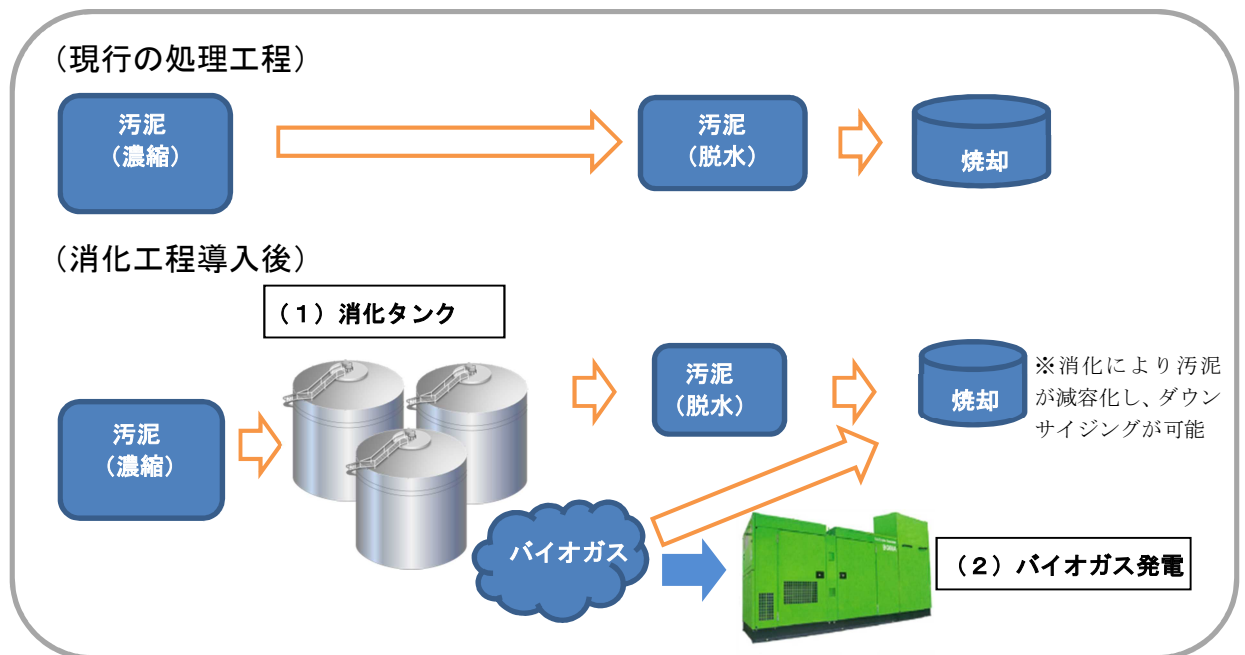 （現行の処理工程）
汚泥
（濃縮）
汚泥
（脱水）
焼却
（消化工程導入後）
（１）消化タンク
汚泥
（濃縮）
汚泥
（脱水）
焼却
※消化により汚泥
が減容化し、ダウン
サイジングが可能
バイオガス
（２）バイオガス発電